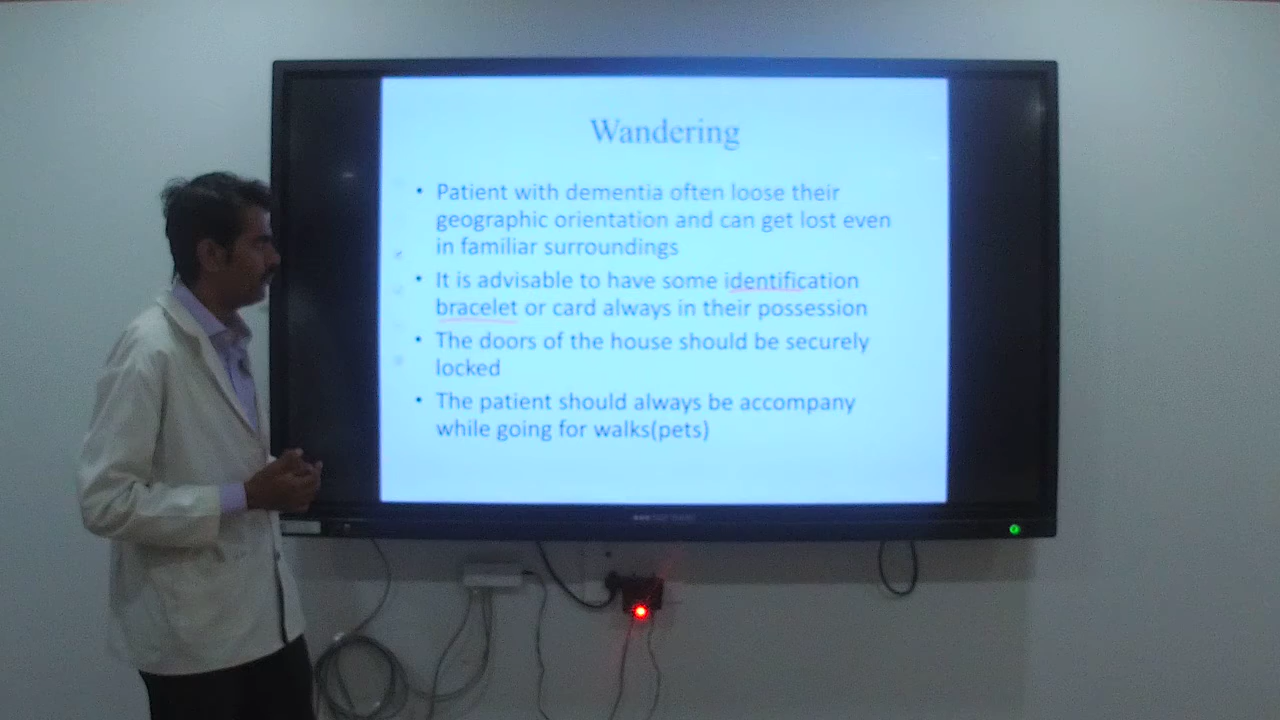 Wandering
• Patient with dementia often loose their
geographic orientation and can get lost even
in familiar surroundings
• It is advisable to have some identification
bracelet or card always in their possession
• The doors of the house should be securely
locked
• The patient should always be accompany
while going for walks(pets)